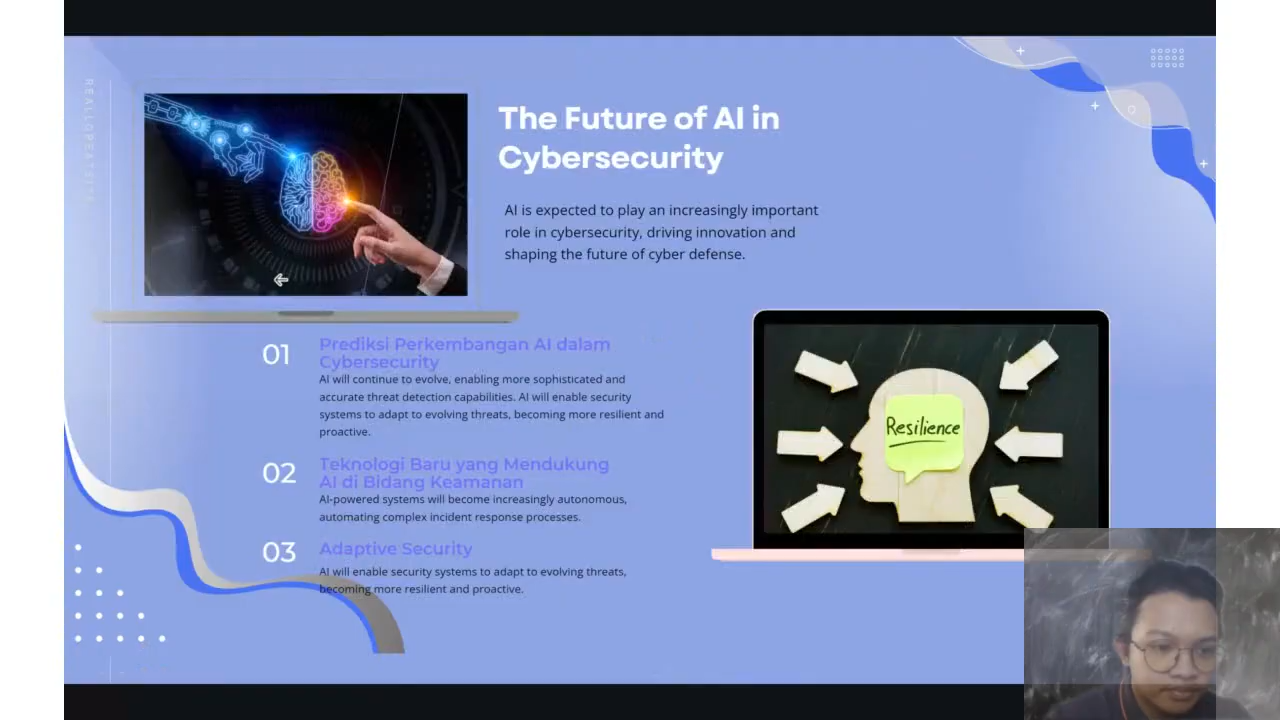 The Future of AI in
Cybersecurity
AI is expected to play an increasingly important
role in cybersecurity, driving innovation and
shaping the future of cyber defense.
01
Prediksi Perkembangan AI dalam
Cybersecurity
AI will continue to evolve, enabling more sophisticated and
accurate threat detection capabilities. AI will enable security
systems to adapt to evolving threats, becoming more resilient and
proactive.
02
Teknologi Baru yang Mendukung
AI di Bidang Keamanan
AI-powered systems will become increasingly autonomous,
automating complex incident response processes.
03
Adaptive Security
AI will enable security systems to adapt to evolving threats,
becoming more resilient and proactive.
Resilience